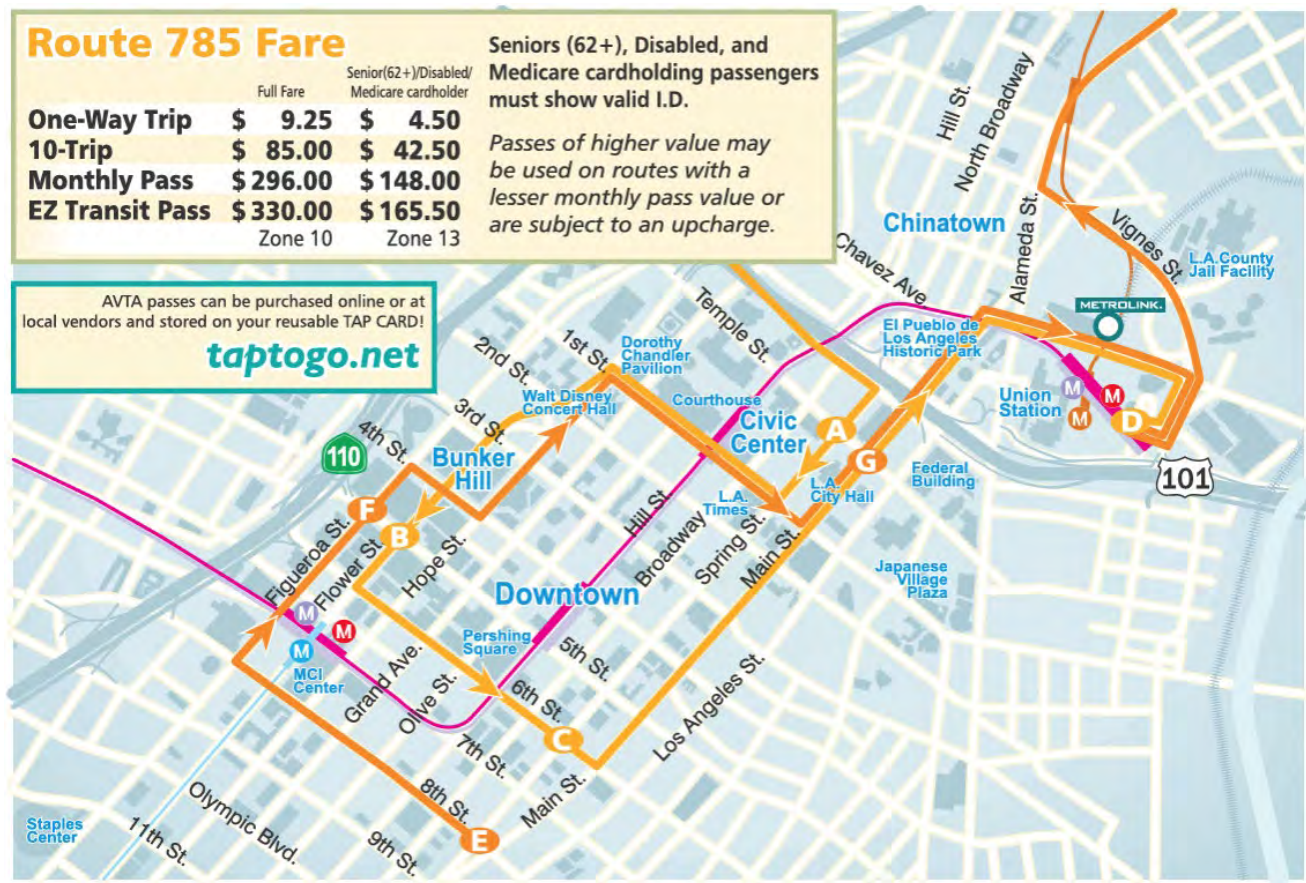 Route 785 Fare
Full Fare
Senior(62+)/Disabled/
Medicare cardholder
One-Way Trip $ 9.25 $ 4.50
10-Trip $ 85.00 $ 42.50
Monthly Pass $296.00 $148.00
EZ Transit Pass $330.00 $165.50
Zone 10 Zone 13
Seniors (62+), Disabled, and
Medicare cardholding passengers
must show valid I.D.
Passes of higher value may
be used on routes with a
lesser monthly pass value or
are subject to an upcharge.
AVTA passes can be purchased online or at
local vendors and stored on your reusable TAP CARD!
taptogo.net
Hill St.
North Broadway
Chinatown
Alameda St.
Vignes St.
L.A.County
Jail Facility
Chavez Ave
METROLINK.
Temple St.
El Pueblo de
Los Angeles
Historic Park
1st St.
Dorothy
Chandler
Pavilion
2nd St.
Walt Disney
Concert Hall
Courthouse
Union
Station
M
M
M
D
3rd St.
4th St.
Civic
Center
A
G
110
Bunker
Hill
Federal
Building
101
L.A.
Times
L.A.
City Hall
F
B
Figueroa St.
Flower St.
Hope St.
Hill St.
Broadway
Spring St.
Main St.
Japanese
Village
Plaza
Downtown
M
M
M
MCI
Center
Pershing
Square
5th St.
Grand Ave.
Olive St.
6th St.
Los Angeles St.
C
7th St.
8th St.
Main St.
E
Olympic Blvd.
Staples
Center
11th St.
9th St.